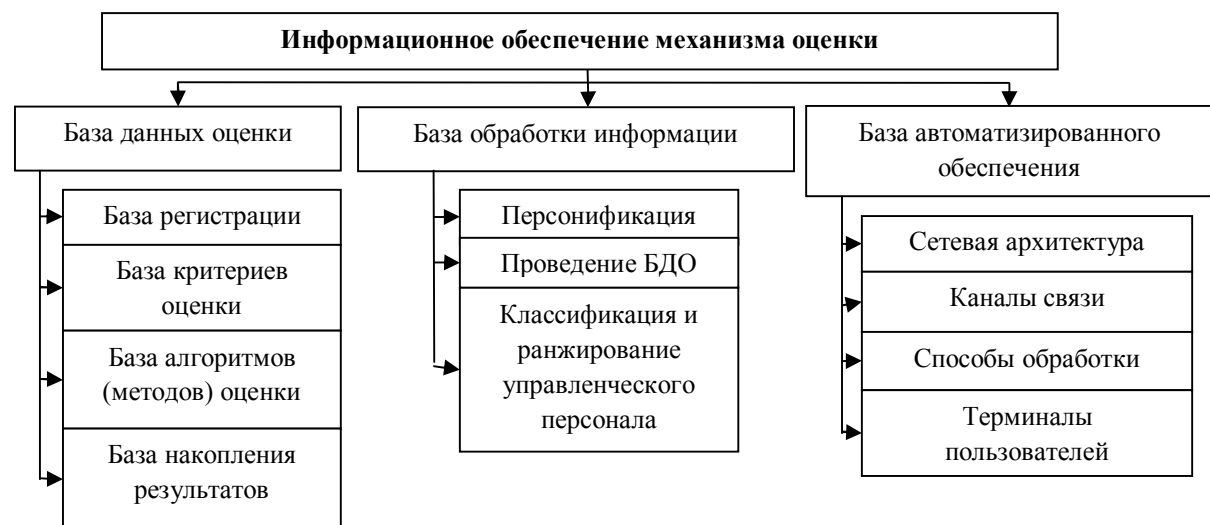 Информационное обеспечение механизма оценки
База данных оценки
База регистрации
База критериев
оценки
База алгоритмов
(методов) оценки
База накопления
результатов
База обработки информации
Персонификация
Проведение БДО
Классификация и
ранжирование
управленческого
персонала
База автоматизированного
обеспечения
Сетевая архитектура
Каналы связи
Способы обработки
Терминалы
пользователей